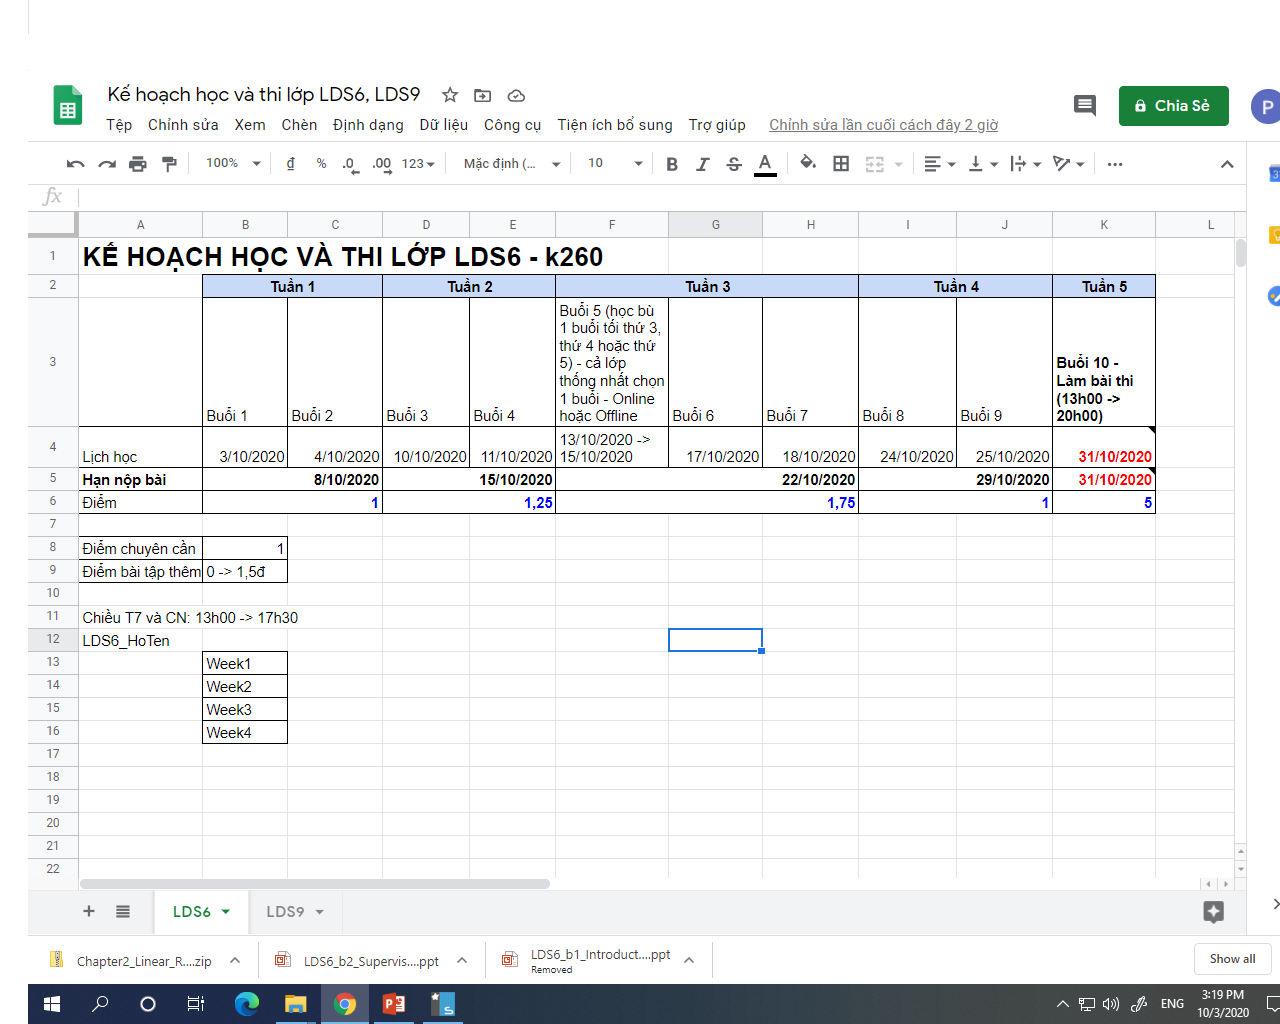 Kế hoạch học và thi lớp LDS6, LDS9
Tệp Chỉnh sửa Xem Chèn Định dạng Dữ liệu Công cụ Tiện ích bổ sung Trợ giúp Chỉnh sửa lần cuối cách đây 2 giờ
Chia Sẻ
P
100% ₫ % .0 .00 123 Mặc định (... 10 B I S A
fx
A B C D E F G H I J K L
1 KẾ HOẠCH HỌC VÀ THI LỚP LDS6 - k260
2 Tuần 1 Tuần 2 Tuần 3 Tuần 4 Tuần 5
3 Buổi 1 Buổi 2 Buổi 3 Buổi 4
Buổi 5 (học bù
1 buổi tối thứ 3,
thứ 4 hoặc thứ
5) - cả lớp
thống nhất chọn
1 buổi - Online
hoặc Offline
Buổi 6 Buổi 7 Buổi 8 Buổi 9
Buổi 10 -
Làm bài thi
(13h00 ->
20h00)
4 Lịch học 3/10/2020 4/10/2020 10/10/2020 11/10/2020
13/10/2020 ->
15/10/2020
17/10/2020 18/10/2020 24/10/2020 25/10/2020 31/10/2020
5 Hạn nộp bài 8/10/2020 15/10/2020 22/10/2020 29/10/2020 31/10/2020
6 Điểm 1 1,25 1,75 1 5
7
8 Điểm chuyên cần 1
9 Điểm bài tập thêm 0 -> 1,5đ
10
11 Chiều T7 và CN: 13h00 -> 17h30
12 LDS6_HoTen
13 Week1
14 Week2
15 Week3
16 Week4
17
18
19
20
21
22
LDS6 LDS9
Chapter2_Linear_R....zip
LDS6_b2_Supervis....ppt
LDS6_b1_Introduct....ppt
Removed
Show all
ENG
3:19 PM
10/3/2020